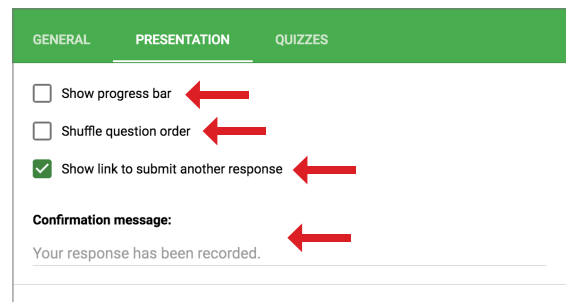 GENERAL PRESENTATION QUIZZES
Show progress bar
Shuffle question order
Show link to submit another response
Confirmation message:
Your response has been recorded.